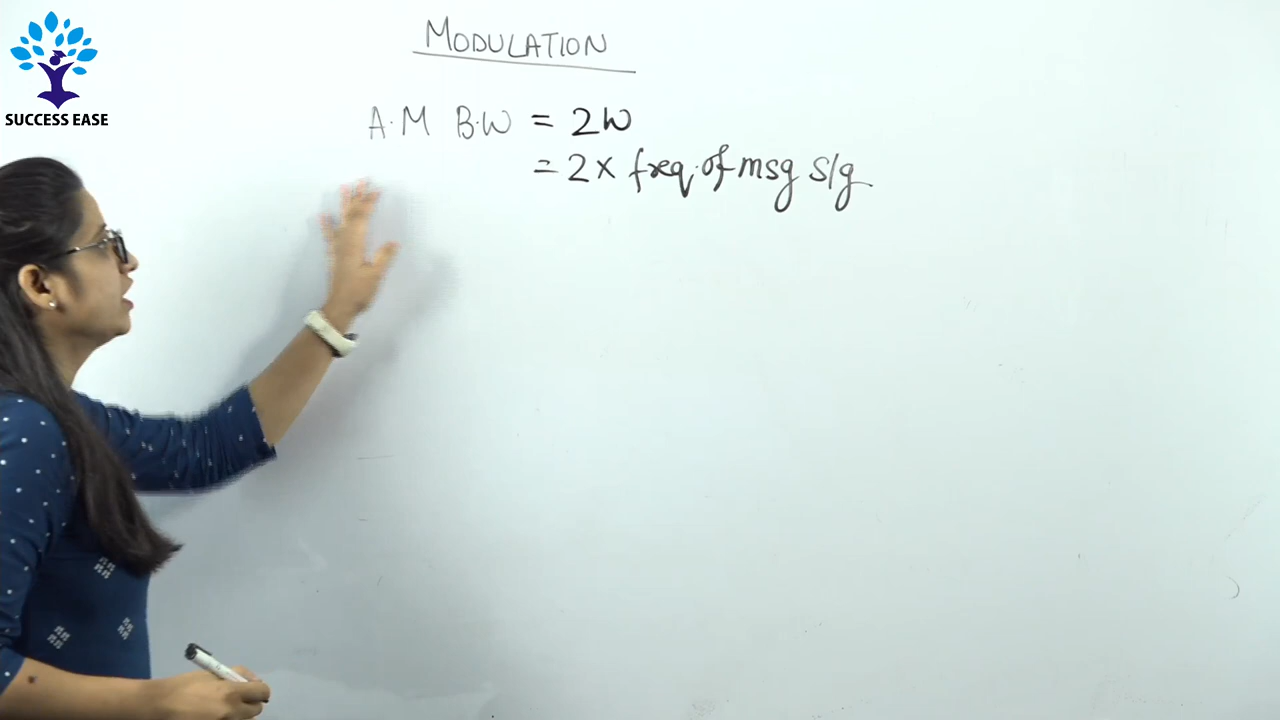 SUCCESS EASE
MODULATION
A.M B.W = 2W
= 2 x freq. of msg s/g